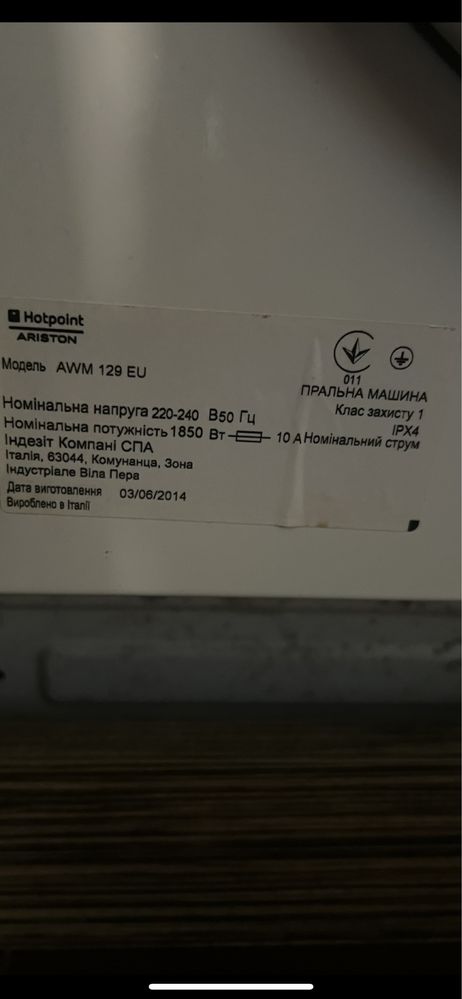 Hotpoint
ARISTON
Модель AWM 129 EU
011
ПРАЛЬНА МАШИНА
Клас захисту 1
IPX4
Номінальна напруга 220-240 В50 Гц
Номінальна потужність 1850 Вт 10 А Номінальний струм
Індезіт Компані СПА
Італія, 63044, Комунанца, Зона
Індустріале Віла Пера
Дата виготовлення 03/06/2014
Вироблено в Італії